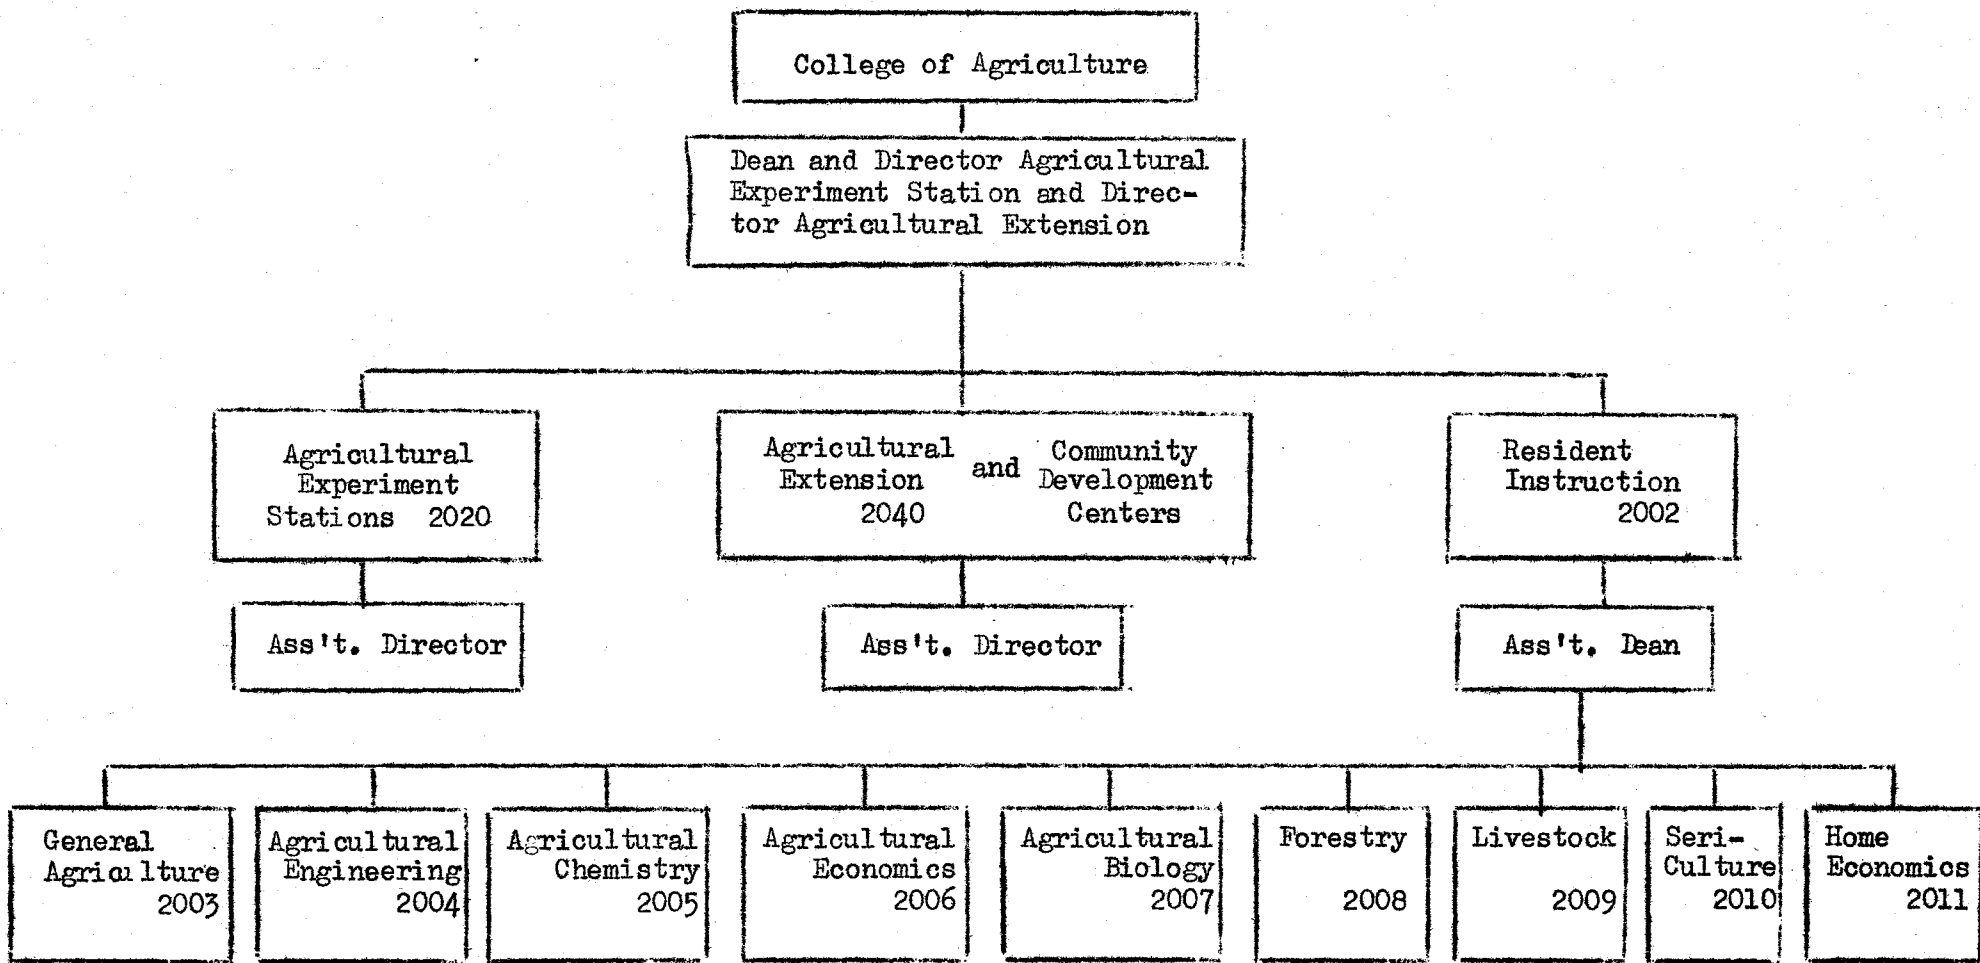 College of Agriculture
Dean and Director Agricultural
Experiment Station and Direc-
tor Agricultural Extension
Agricultural
Experiment
Stations 2020
Agricultural
Extension
2040
and
Community
Development
Centers
Resident
Instruction
2002
Ass't. Director
Ass't. Director
Ass't. Dean
General
Agriculture
2003
Agricultural
Engineering
2004
Agricultural
Chemistry
2005
Agricultural
Economics
2006
Agricultural
Biology
2007
Forestry
2008
Livestock
2009
Seri-
Culture
2010
Home
Economics
2011